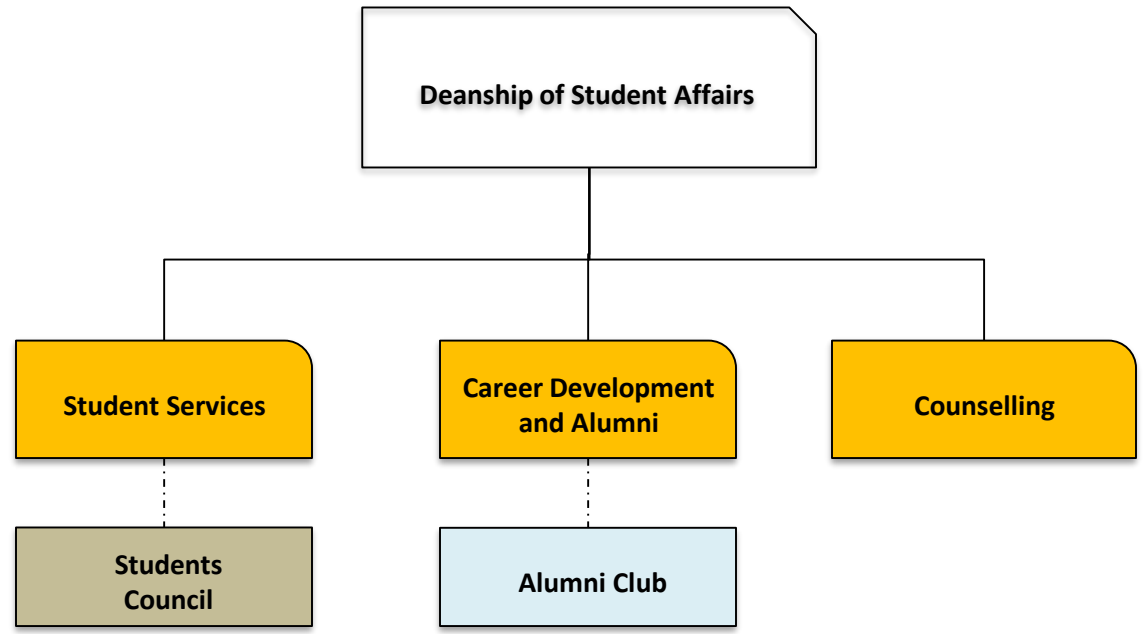 Deanship of Student Affairs
Student Services
Career Development
and Alumni
Counselling
Students
Council
Alumni Club